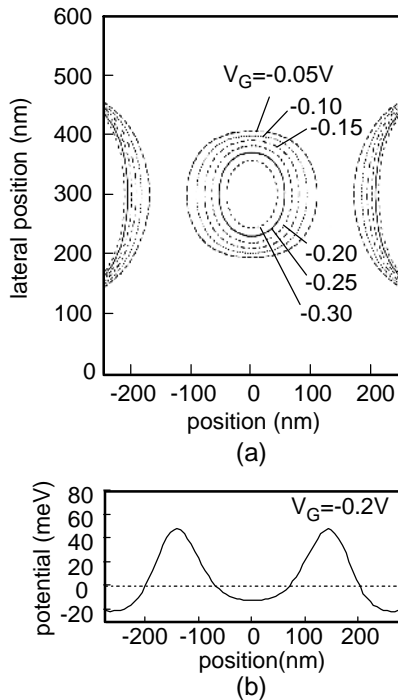 600
500
400
300
200
100
0
lateral position (nm)
V_G=-0.05V
-0.10
-0.15
-0.20
-0.25
-0.30
-200 -100 0 100 200
position (nm)
(a)
80
60
40
20
0
-20
potential (meV)
V_G=-0.2V
-200 -100 0 100 200
position(nm)
(b)